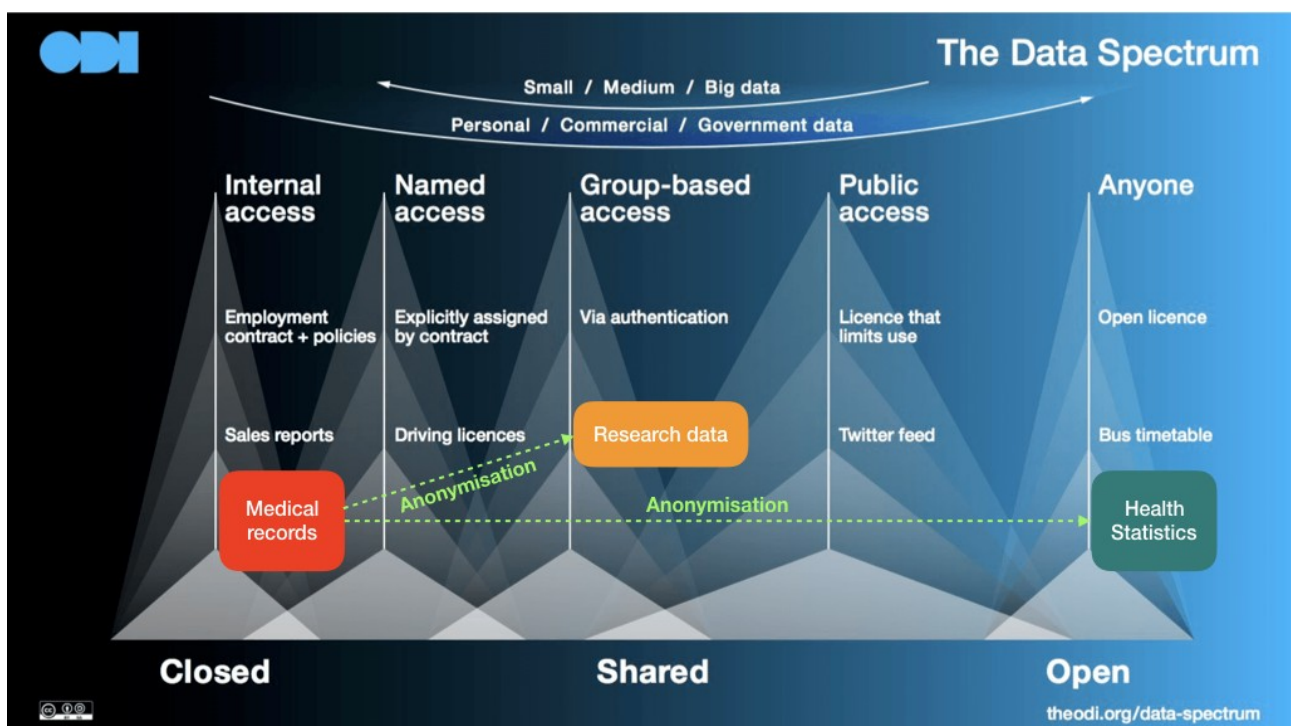 ODI
The Data Spectrum
Small / Medium / Big data
Personal / Commercial / Government data
Internal
access
Named
access
Group-based
access
Public
access
Anyone
Employment
contract + policies
Explicitly assigned
by contract
Via authentication
Licence that
limits use
Open licence
Sales reports
Driving licences
Research data
Twitter feed
Bus timetable
Anonymisation
Medical
records
Anonymisation
Health
Statistics
Closed
Shared
Open
theodi.org/data-spectrum